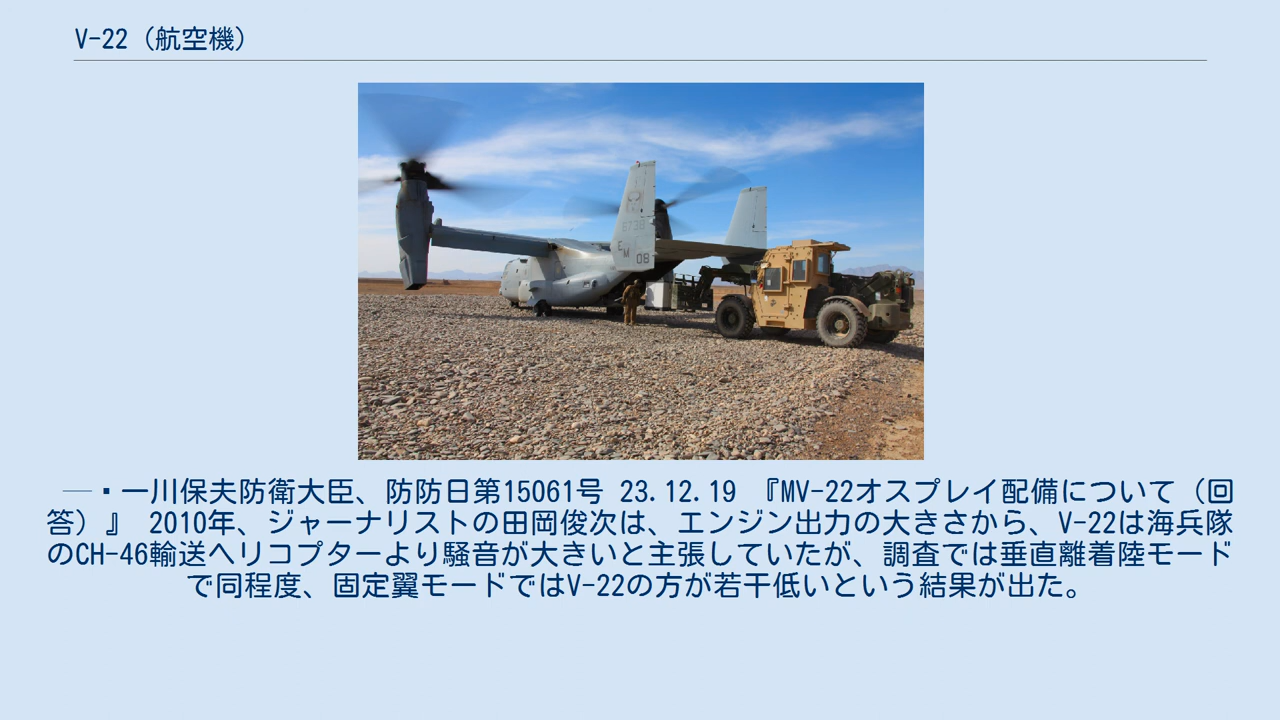 V-22（航空機）
E738
E
M
08
―・一川保夫防衛大臣、防防日第15061号 23.12.19 『MV-22オスプレイ配備について（回
答）』 2010年、ジャーナリストの田岡俊次は、エンジン出力の大きさから、V-22は海兵隊
のCH-46輸送ヘリコプターより騒音が大きいと主張していたが、調査では垂直離着陸モード
で同程度、固定翼モードではV-22の方が若干低いという結果が出た。